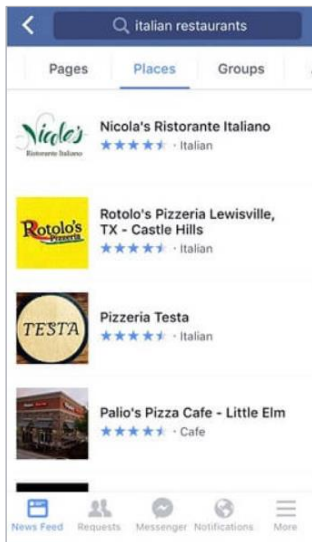 italian restaurants
Pages Places Groups
Nicola's
Ristorante Italiano
Nicola's Ristorante Italiano
· Italian
Rotolo's
Pizzeria
Rotolo's Pizzeria Lewisville,
TX - Castle Hills
· Italian
TESTA
Pizzeria Testa
· Italian
Palio's Pizza Cafe - Little Elm
· Cafe
News Feed Requests Messenger Notifications More